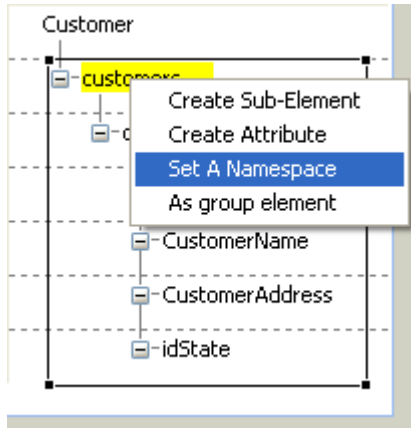 Customer
customers
Create Sub-Element
Create Attribute
Set A Namespace
As group element
CustomerName
CustomerAddress
idState